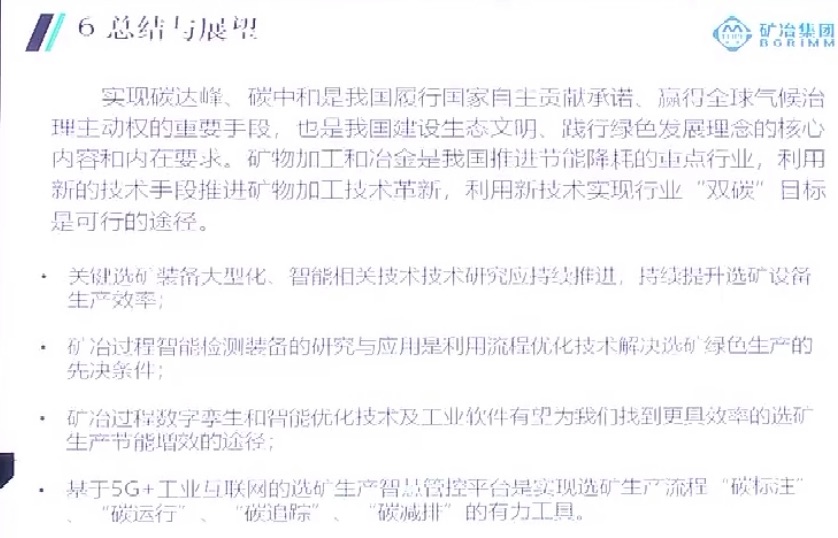 6 总结与展望
矿冶集团
BGRIMM
实现碳达峰、碳中和是我国履行国家自主贡献承诺、赢得全球气候治
理主动权的重要手段，也是我国建设生态文明、践行绿色发展理念的核心
内容和内在要求。矿物加工和冶金是我国推进节能降耗的重点行业，利用
新的技术手段推进矿物加工技术革新，利用新技术实现行业“双碳”目标
是可行的途径。
• 关键选矿装备大型化、智能相关技术技术研究应持续推进，持续提升选矿设备
生产效率；
• 矿冶过程智能检测装备的研究与应用是利用流程优化技术解决选矿绿色生产的
先决条件；
• 矿冶过程数字孪生和智能优化技术及工业软件有望为我们找到更具效率的选矿
生产节能增效的途径；
• 基于5G+工业互联网的选矿生产智慧管控平台是实现选矿生产流程“碳标注”
、“碳运行”、“碳追踪”、“碳减排”的有力工具。